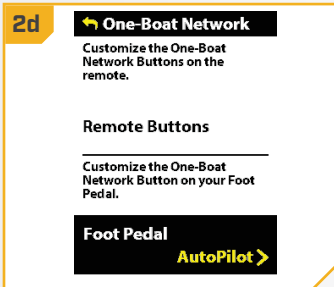 2d
One-Boat Network
Customize the One-Boat
Network Buttons on the
remote.
Remote Buttons
Customize the One-Boat
Network Button on your Foot
Pedal.
Foot Pedal
AutoPilot >